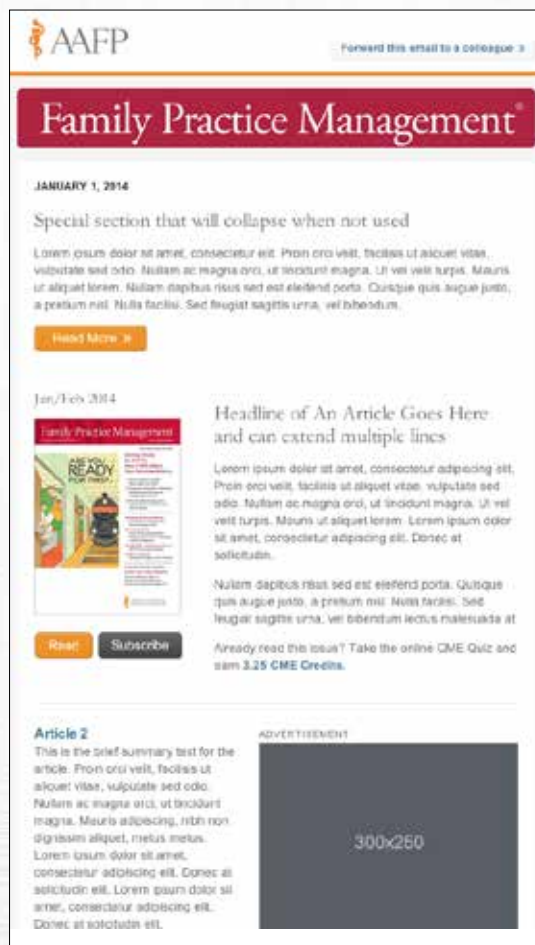 AAFP
Forward this email to a colleague »
Family Practice Management®
JANUARY 1, 2014
Special section that will collapse when not used
Lorem ipsum dolor sit amet, consectetur elit. Proin orci velit, facilisis ut aliquet vitae,
vulputate sed odio. Nullam ac magna orci, ut tincidunt magna. Ut vel velit turpis. Mauris
ut aliquet lorem. Nullam dapibus risus sed est eleifend porta. Quisque quis augue justo,
a pretium nisl. Nulla facilisi. Sed feugiat sagittis urna, vel bibendum.
Read More »
Jan/Feb 2014
Family Practice Management
ARE YOU
READY
FOR THIS?
Read
Subscribe
Headline of An Article Goes Here
and can extend multiple lines
Lorem ipsum dolor sit amet, consectetur adipiscing elit.
Proin orci velit, facilisis ut aliquet vitae, vulputate sed
odio. Nullam ac magna orci, ut tincidunt magna. Ut vel
velit turpis. Mauris ut aliquet lorem. Lorem ipsum dolor
sit amet, consectetur adipiscing elit. Donec at
sollicitudin.
Nullam dapibus risus sed est eleifend porta. Quisque
quis augue justo, a pretium nisl. Nulla facilisi. Sed
feugiat sagittis urna, vel bibendum lectus malesuada at
Already read this issue? Take the online CME Quiz and
earn 3.25 CME Credits.
Article 2
This is the brief summary text for the
article. Proin orci velit, facilisis ut
aliquet vitae, vulputate sed odio.
Nullam ac magna orci, ut tincidunt
magna. Mauris adipiscing, nibh non
dignissim aliquet, metus metus.
Lorem ipsum dolor sit amet,
consectetur adipiscing elit. Donec at
solicitudin elit. Lorem ipsum dolor sit
amet, consectetur adipiscing elit.
Donec at solicitudin elit.
ADVERTISEMENT
300x250